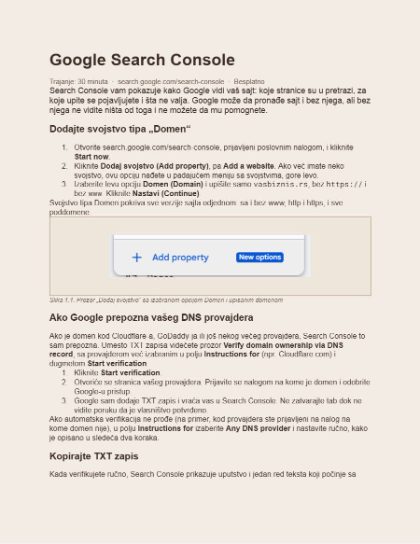 Google Search Console
Trajanje: 30 minuta · search.google.com/search-console · Besplatno
Search Console vam pokazuje kako Google vidi vaš sajt: koje stranice su u pretrazi, za
koje upite se pojavljujete i šta ne valja. Google može da pronađe sajt i bez njega, ali bez
njega ne vidite ništa od toga i ne možete da mu pomognete.
Dodajte svojstvo tipa „Domen“
1. Otvorite search.google.com/search-console, prijavljeni poslovnim nalogom, i kliknite
Start now.
2. Kliknite Dodaj svojstvo (Add property), pa Add a website. Ako već imate neko
svojstvo, ovu opciju nađete u padajućem meniju sa svojstvima, gore levo.
3. Izaberite levu opciju Domen (Domain) i upišite samo vasbiznis.rs, bez https:// i
bez www. Kliknite Nastavi (Continue).
Svojstvo tipa Domen pokriva sve verzije sajta odjednom: sa i bez www, http i https, i sve
poddomene.
+ Add property New options
Slika 1.1. Prozor „Dodaj svojstvo“ sa izabranom opcijom Domen i upisanim domenom
Ako Google prepozna vašeg DNS provajdera
Ako je domen kod Cloudflare-a, GoDaddy-ja ili još nekog većeg provajdera, Search Console to
sam prepozna. Umesto TXT zapisa videćete prozor Verify domain ownership via DNS
record, sa provajderom već izabranim u polju Instructions for (npr. Cloudflare.com) i
dugmetom Start verification.
1. Kliknite Start verification.
2. Otvoriće se stranica vašeg provajdera. Prijavite se nalogom na kome je domen i odobrite
Google-u pristup.
3. Google sam dodaje TXT zapis i vraća vas u Search Console. Ne zatvarajte tab dok ne
vidite poruku da je vlasništvo potvrđeno.
Ako automatska verifikacija ne prođe (na primer, kod provajdera ste prijavljeni na nalog na
kome domen nije), u polju Instructions for izaberite Any DNS provider i nastavite ručno, kako
je opisano u sledeća dva koraka.
Kopirajte TXT zapis
Kada verifikujete ručno, Search Console prikazuje uputstvo i jedan red teksta koji počinje sa